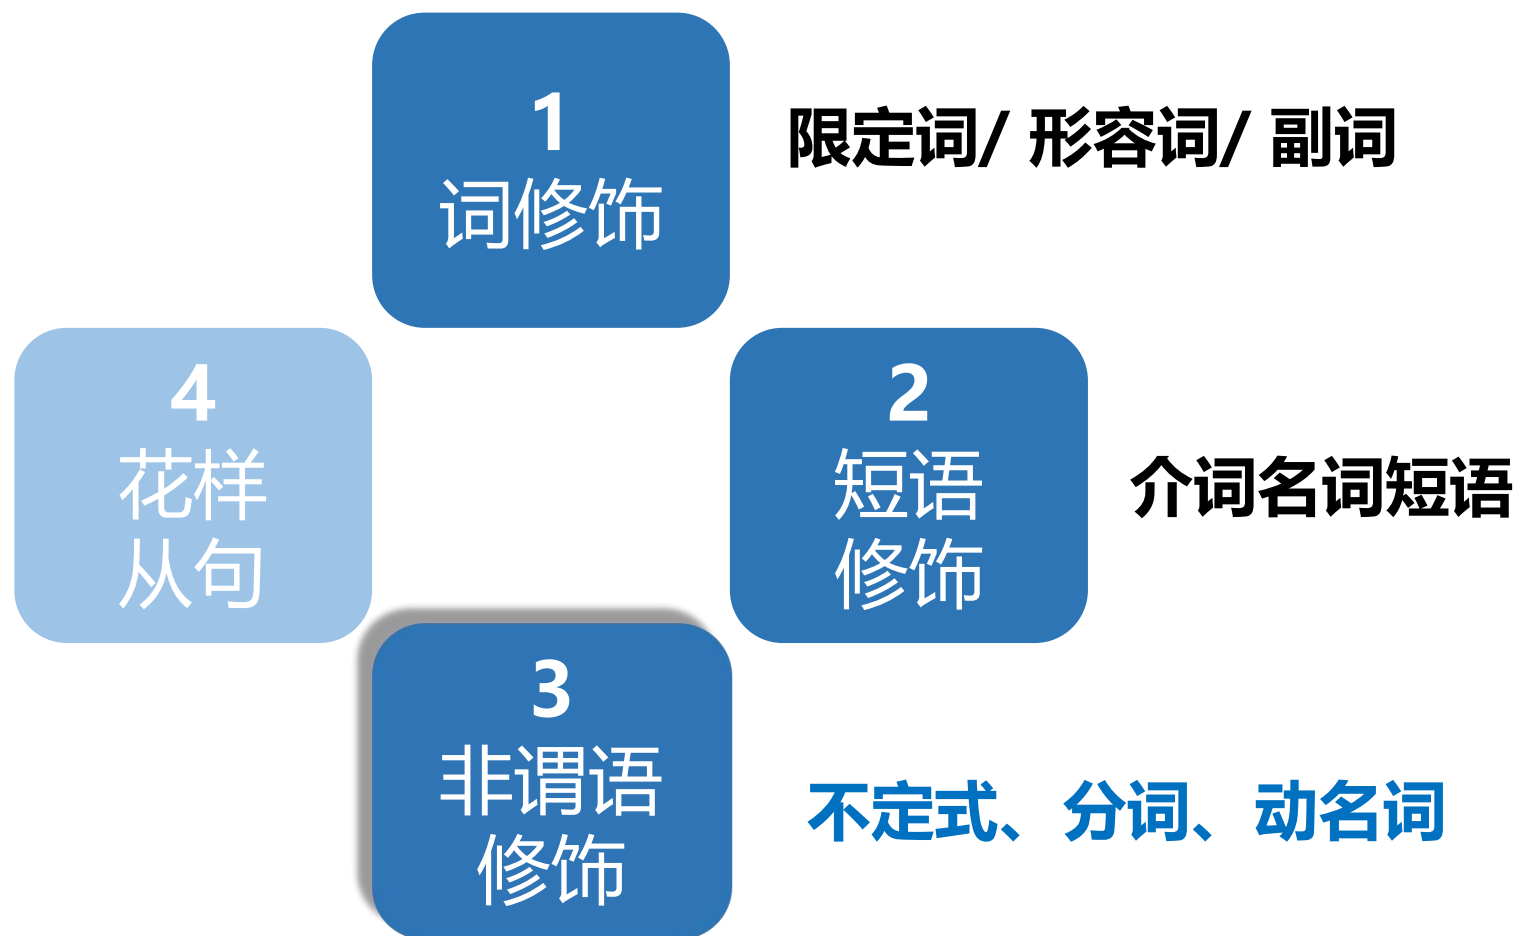 1
词修饰
限定词/ 形容词/ 副词
2
短语
修饰
介词名词短语
3
非谓语
修饰
不定式、分词、动名词
4
花样
从句